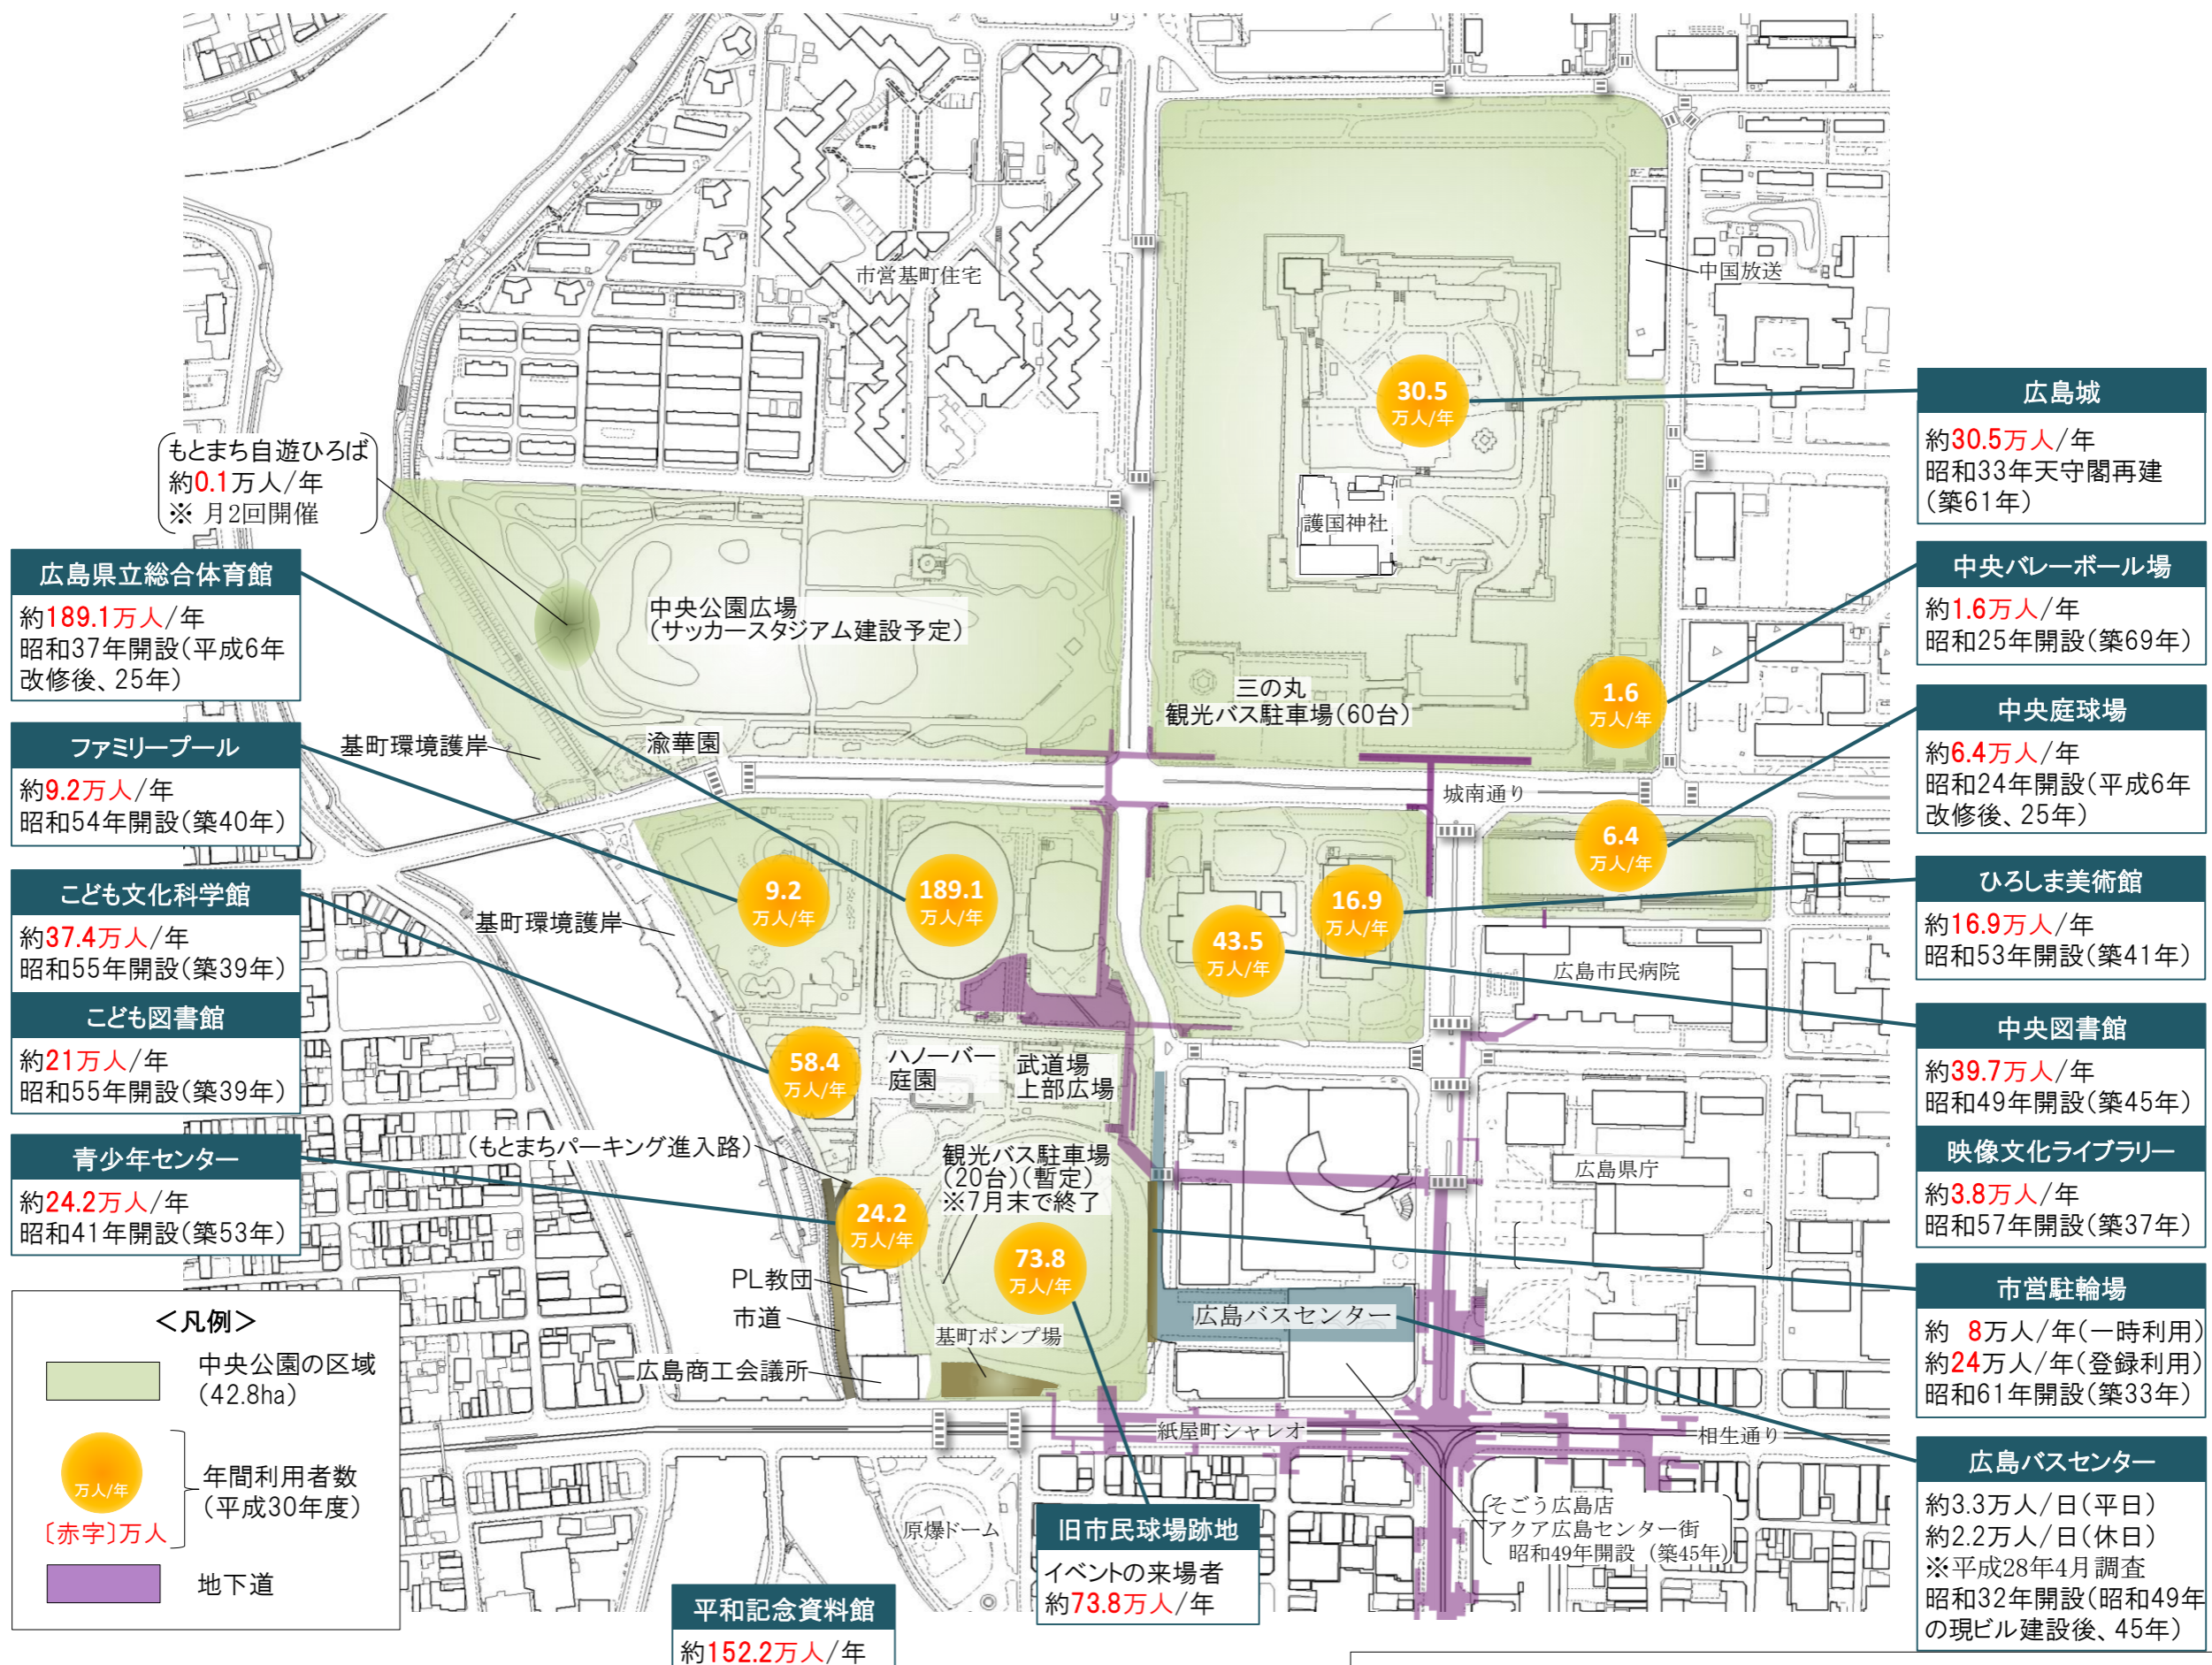 市営基町住宅
中国放送
30.5
万人/年
護国神社
広島城
約30.5万人/年
昭和33年天守閣再建
(築61年)
もとまち自遊ひろば
約0.1万人/年
※ 月2回開催
広島県立総合体育館
約189.1万人/年
昭和37年開設(平成6年
改修後、25年)
中央公園広場
(サッカースタジアム建設予定)
三の丸
観光バス駐車場(60台)
1.6
万人/年
中央バレーボール場
約1.6万人/年
昭和25年開設(築69年)
ファミリープール
約9.2万人/年
昭和54年開設(築40年)
基町環境護岸
渝華園
城南通り
中央庭球場
約6.4万人/年
昭和24年開設(平成6年
改修後、25年)
6.4
万人/年
9.2
万人/年
189.1
万人/年
43.5
万人/年
16.9
万人/年
ひろしま美術館
約16.9万人/年
昭和53年開設(築41年)
こども文化科学館
約37.4万人/年
昭和55年開設(築39年)
こども図書館
約21万人/年
昭和55年開設(築39年)
基町環境護岸
広島市民病院
中央図書館
約39.7万人/年
昭和49年開設(築45年)
映像文化ライブラリー
約3.8万人/年
昭和57年開設(築37年)
58.4
万人/年
ハノーバー
庭園
武道場
上部広場
青少年センター
約24.2万人/年
昭和41年開設(築53年)
(もとまちパーキング進入路)
観光バス駐車場
(20台)(暫定)
※7月末で終了
広島県庁
24.2
万人/年
73.8
万人/年
PL教団
市道
基町ポンプ場
広島商工会議所
広島バスセンター
市営駐輪場
約 8万人/年(一時利用)
約24万人/年(登録利用)
昭和61年開設(築33年)
<凡例>
中央公園の区域
(42.8ha)
万人/年
[赤字]万人
年間利用者数
(平成30年度)
地下道
紙屋町シャレオ
相生通り
原爆ドーム
旧市民球場跡地
イベントの来場者
約73.8万人/年
そごう広島店
アクア広島センター街
昭和49年開設 (築45年)
広島バスセンター
約3.3万人/日(平日)
約2.2万人/日(休日)
※平成28年4月調査
昭和32年開設(昭和49年
の現ビル建設後、45年)
平和記念資料館
約152.2万人/年